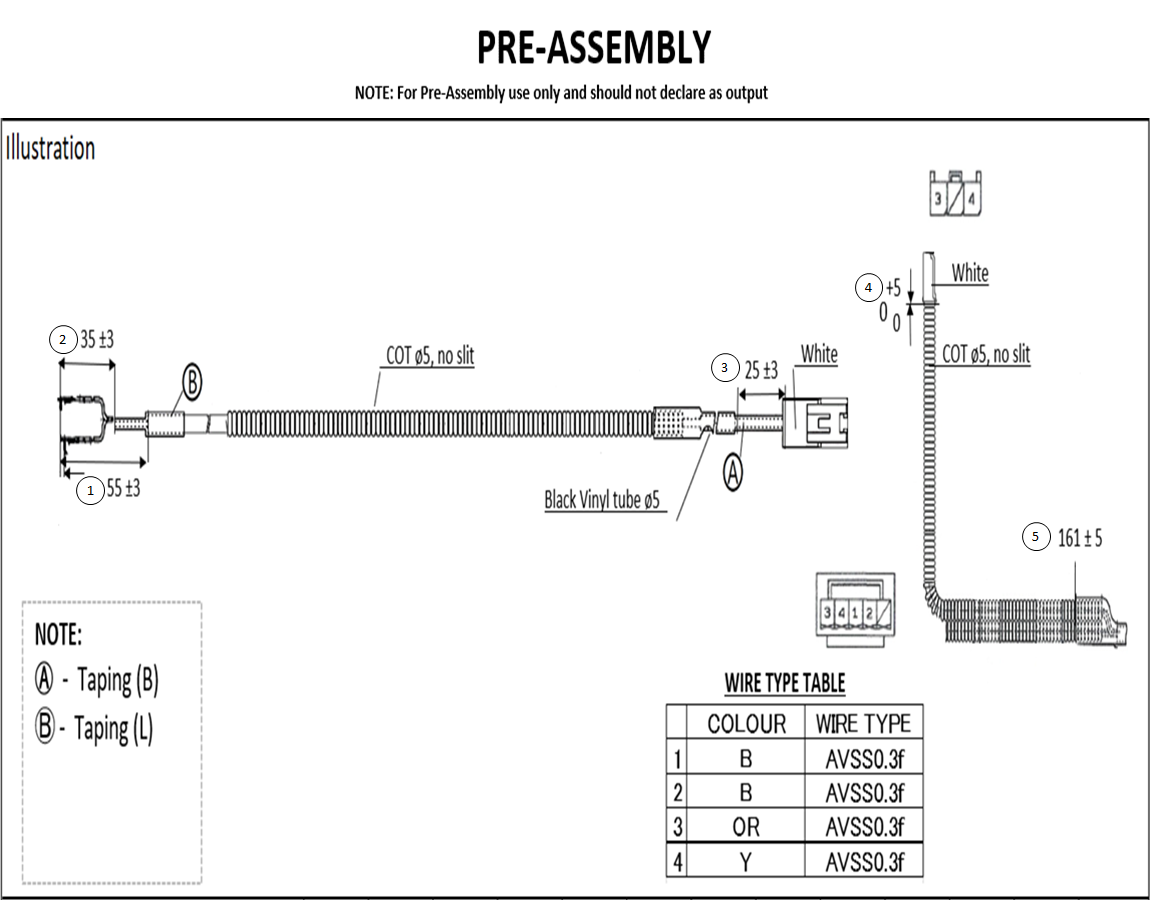 PRE-ASSEMBLY
NOTE: For Pre-Assembly use only and should not declare as output
Illustration
3 4
White
4 +5
0 0
2 35 ±3
COT ø5, no slit
3 25 ±3
White
COT ø5, no slit
B
A
1 55 ±3
Black Vinyl tube ø5
5 161 ± 5
3 4 1 2
NOTE:
A - Taping (B)
B - Taping (L)
WIRE TYPE TABLE
COLOUR WIRE TYPE
1 B AVSS0.3f
2 B AVSS0.3f
3 OR AVSS0.3f
4 Y AVSS0.3f